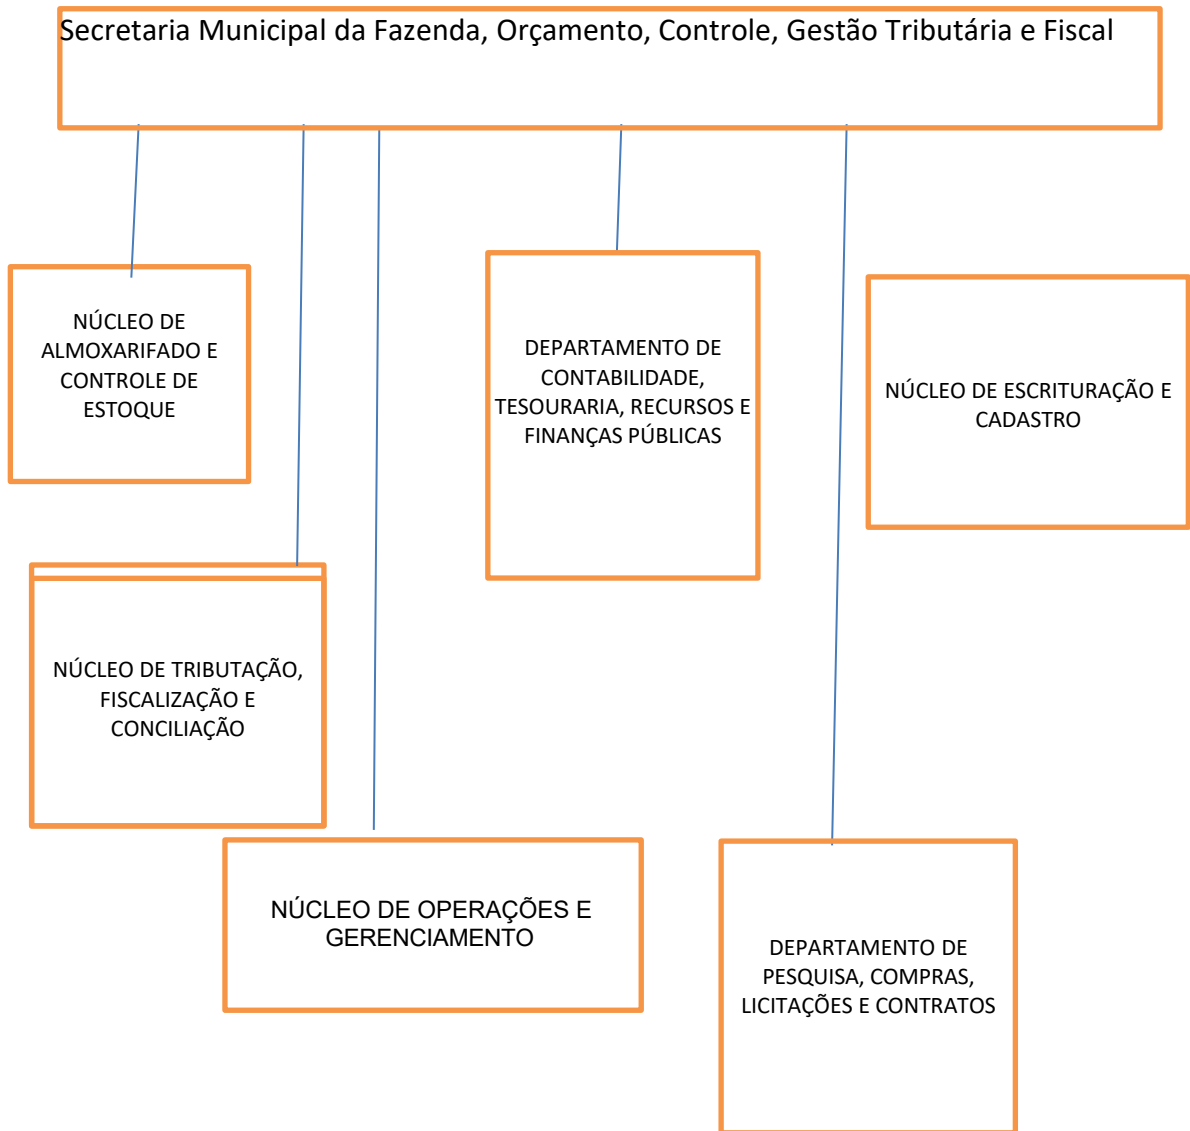 Secretaria Municipal da Fazenda, Orçamento, Controle, Gestão Tributária e Fiscal
NÚCLEO DE
ALMOXARIFADO E
CONTROLE DE
ESTOQUE
DEPARTAMENTO DE
CONTABILIDADE,
TESOURARIA, RECURSOS E
FINANÇAS PÚBLICAS
NÚCLEO DE ESCRITURAÇÃO E
CADASTRO
NÚCLEO DE TRIBUTAÇÃO,
FISCALIZAÇÃO E
CONCILIAÇÃO
NÚCLEO DE OPERAÇÕES E
GERENCIAMENTO
DEPARTAMENTO DE
PESQUISA, COMPRAS,
LICITAÇÕES E CONTRATOS